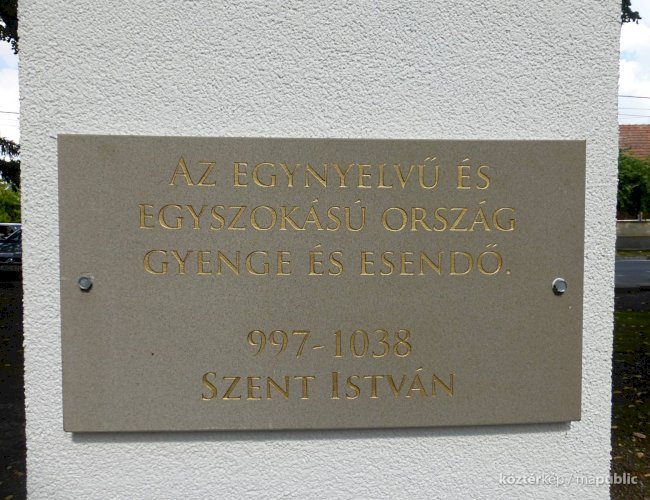 Az egynyelvű és
egyszokású ország
gyenge és esendő.
997-1038
Szent István
köztérkép / mapublic